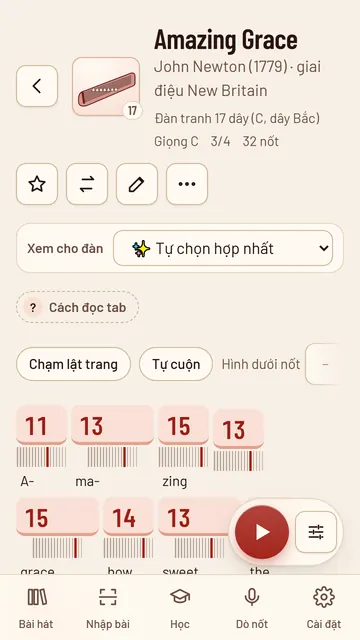 Amazing Grace
John Newton (1779) · giai
điệu New Britain
17
Đàn tranh 17 dây (C, dây Bắc)
Giọng C 3/4 32 nốt
Xem cho đàn ✨ Tự chọn hợp nhất
? Cách đọc tab
Chạm lật trang Tự cuộn Hình dưới nốt –
11 13 15 13
A- ma- zing
15 14 13
grace how sweet the
Bài hát Nhập bài Học Dò nốt Cài đặt